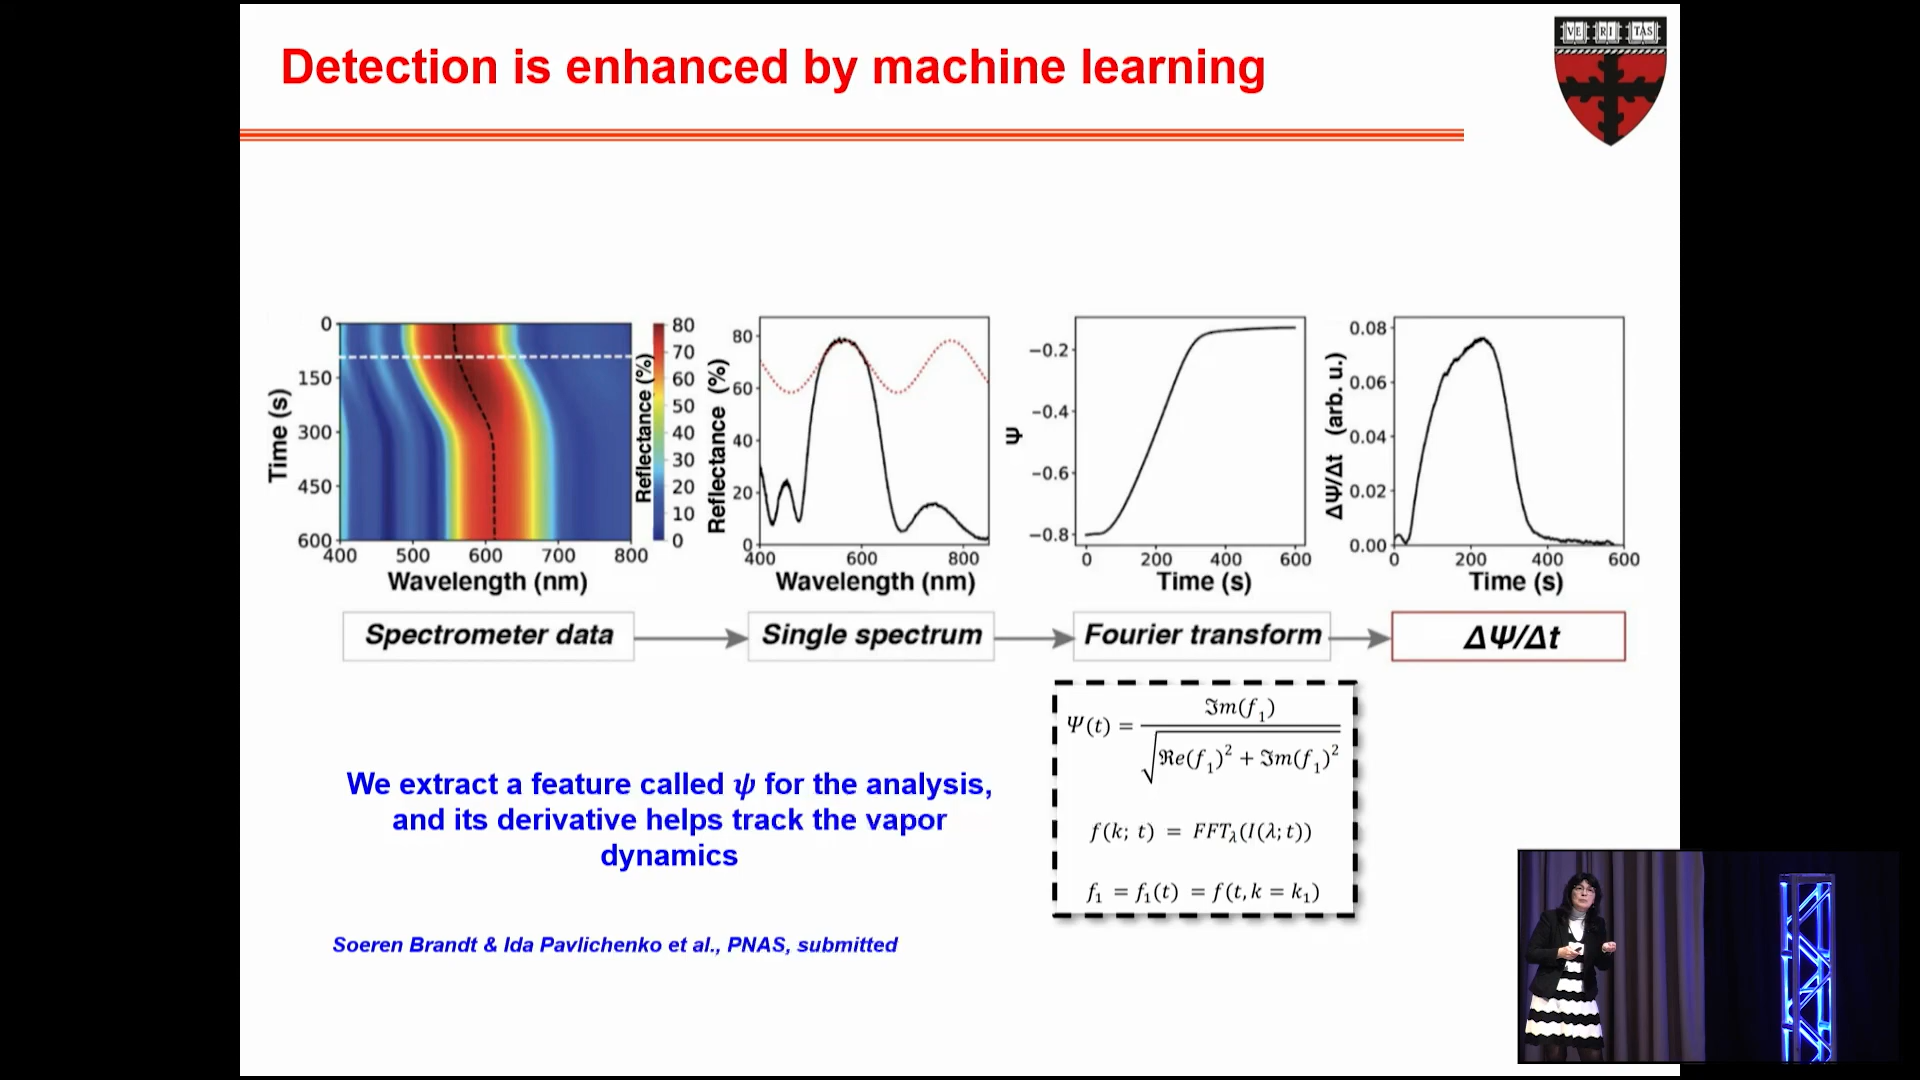 Detection is enhanced by machine learning
VE RI TAS
0
150
300
450
600
Time (s)
400 500 600 700 800
Wavelength (nm)
80
70
60
50
40
30
20
10
0
Reflectance (%)
80
60
40
20
0
Reflectance (%)
400 600 800
Wavelength (nm)
−0.2
−0.4
−0.6
−0.8
Ψ
0 200 400 600
Time (s)
0.08
0.06
0.04
0.02
0.00
ΔΨ/Δt (arb. u.)
0 200 400 600
Time (s)
Spectrometer data
Single spectrum
Fourier transform
ΔΨ/Δt
Ψ(t) = ℑm(f₁) / √(ℜe(f₁)² + ℑm(f₁)²)
f(k; t) = FFT_λ(I(λ; t))
f₁ = f₁(t) = f(t, k = k₁)
We extract a feature called ψ for the analysis,
and its derivative helps track the vapor
dynamics
Soeren Brandt & Ida Pavlichenko et al., PNAS, submitted